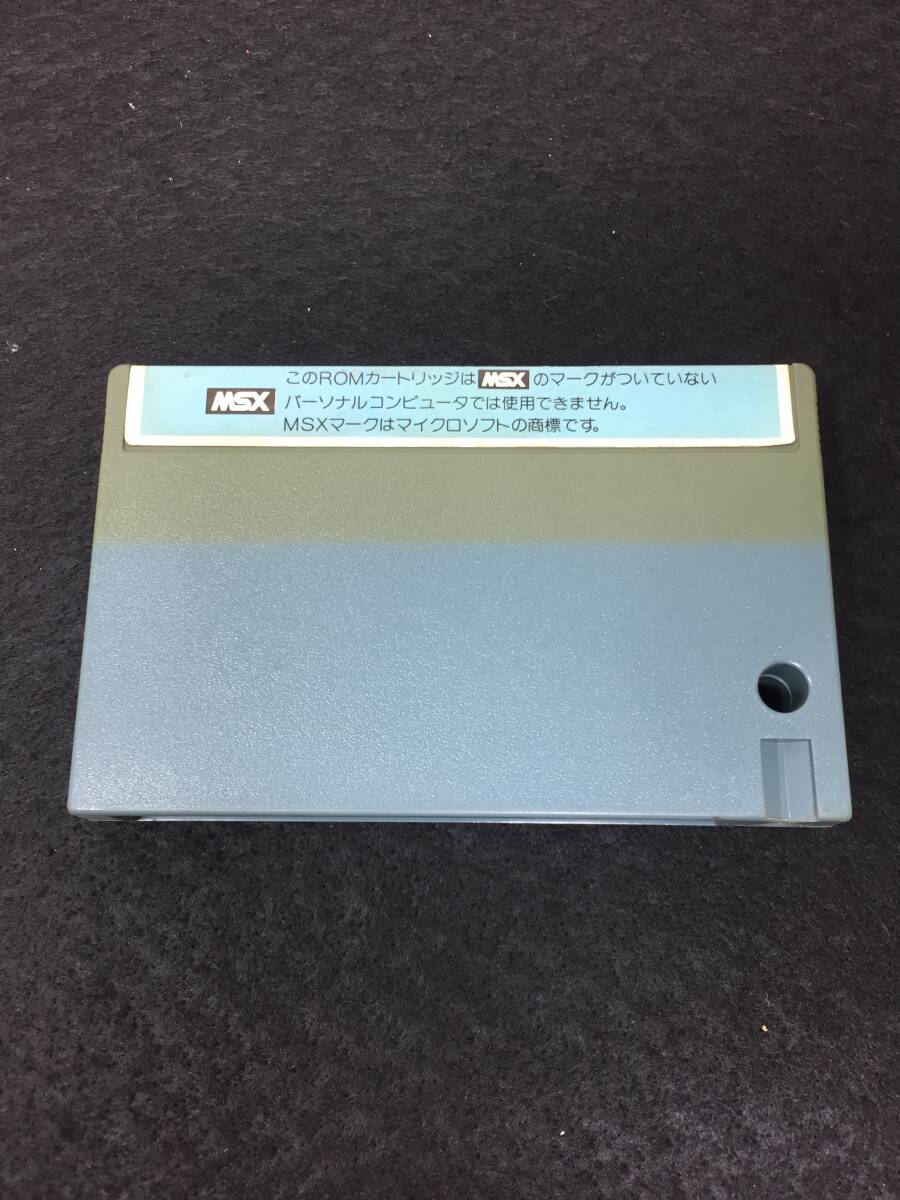 このROMカートリッジは MSX のマークがついていない
MSX パーソナルコンピュータでは使用できません。
MSXマークはマイクロソフトの商標です。